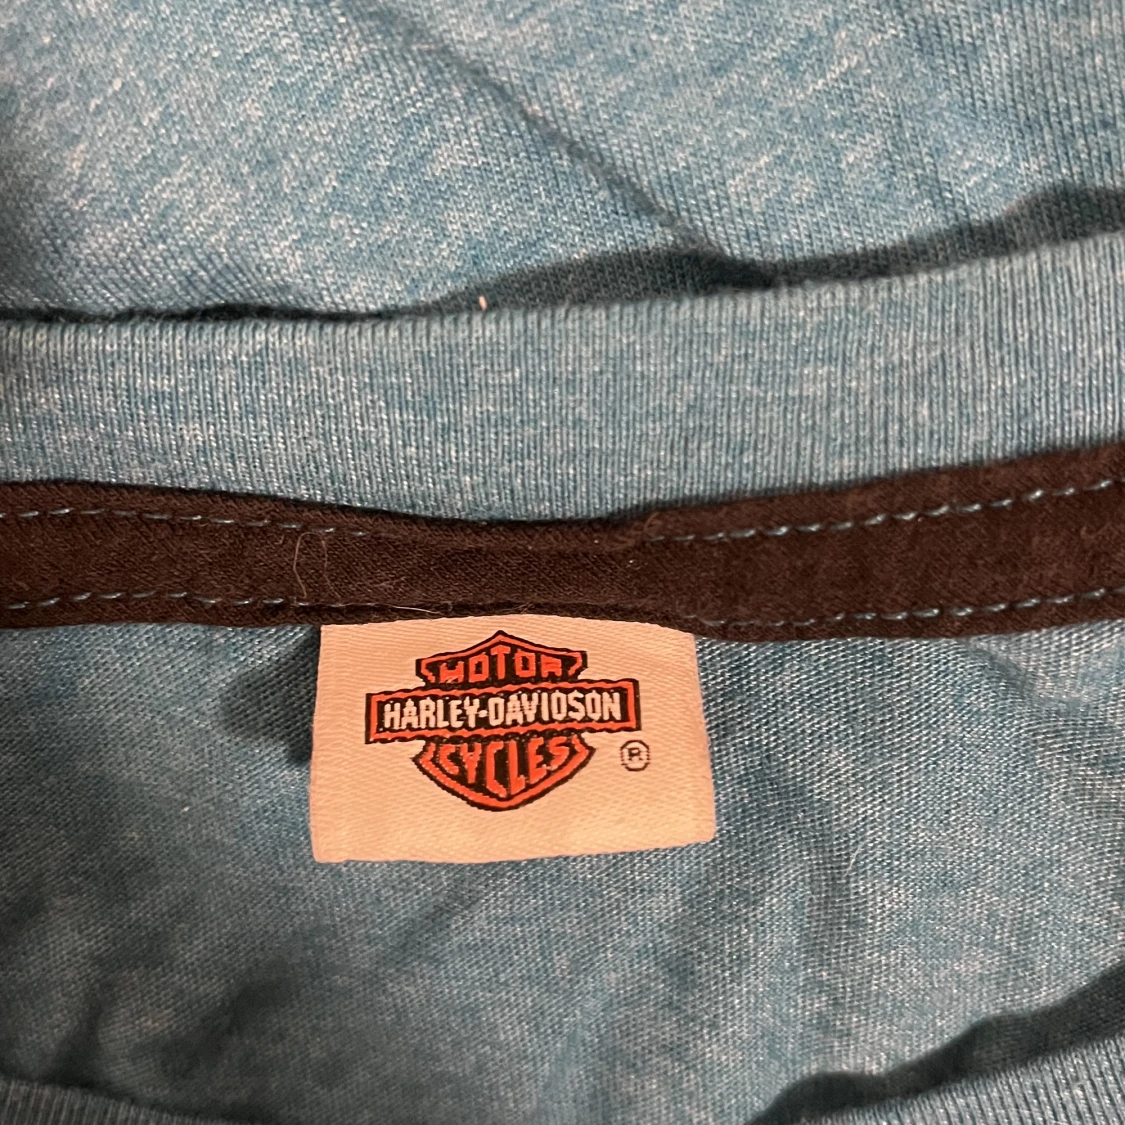 MOTOR
HARLEY-DAVIDSON
CYCLES
®